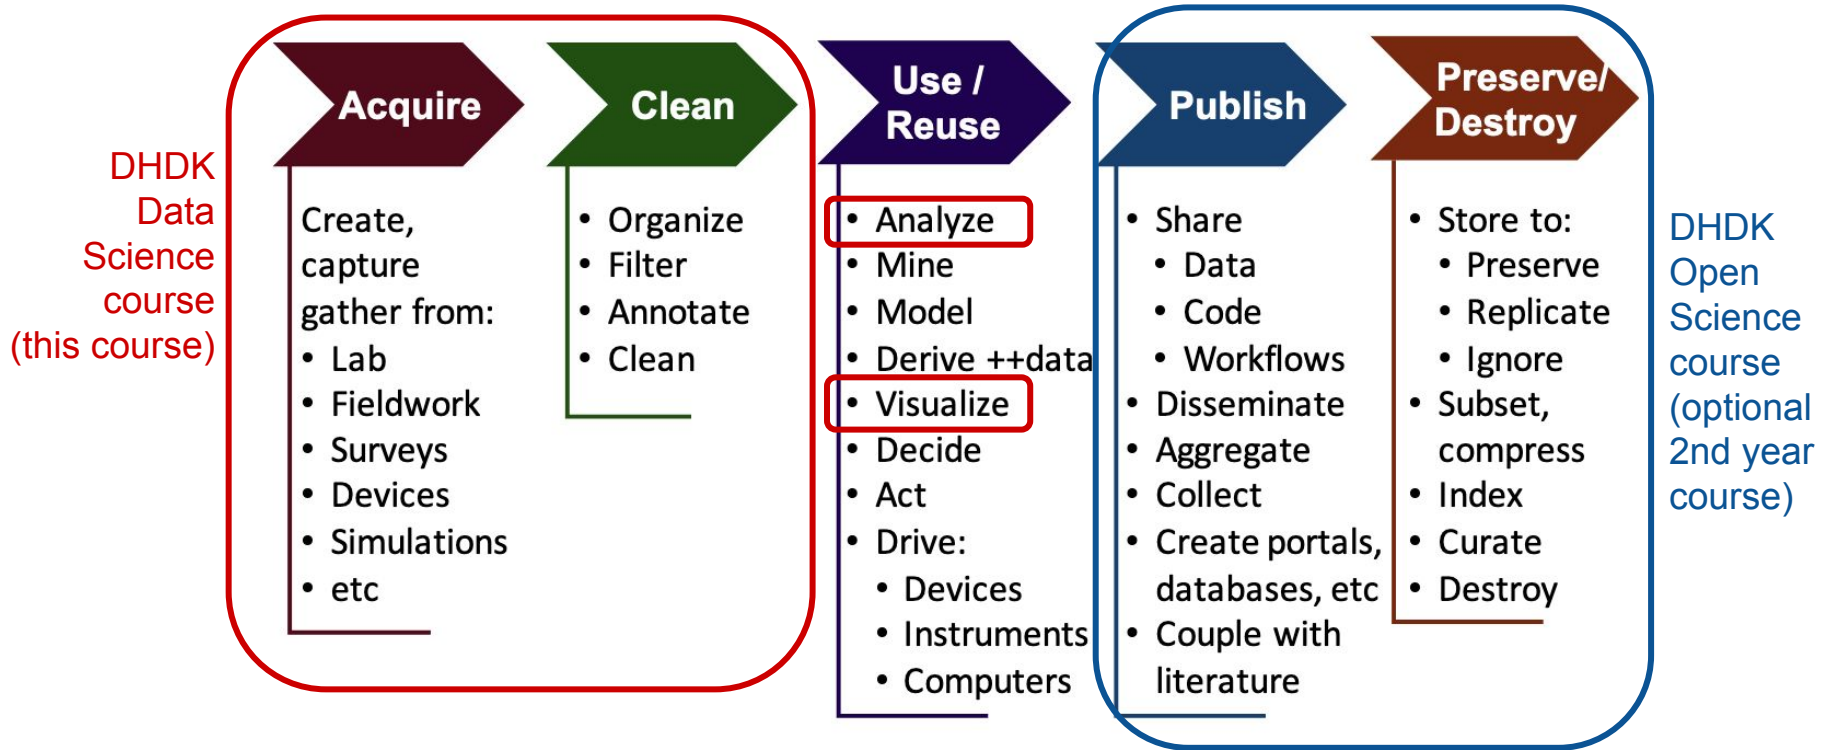 DHDK
Data
Science
course
(this course)
Acquire
Create,
capture
gather from:
• Lab
• Fieldwork
• Surveys
• Devices
• Simulations
• etc
Clean
• Organize
• Filter
• Annotate
• Clean
Use /
Reuse
• Analyze
• Mine
• Model
• Derive ++data
• Visualize
• Decide
• Act
• Drive:
• Devices
• Instruments
• Computers
Publish
• Share
• Data
• Code
• Workflows
• Disseminate
• Aggregate
• Collect
• Create portals,
databases, etc
• Couple with
literature
Preserve/
Destroy
• Store to:
• Preserve
• Replicate
• Ignore
• Subset,
compress
• Index
• Curate
• Destroy
DHDK
Open
Science
course
(optional
2nd year
course)